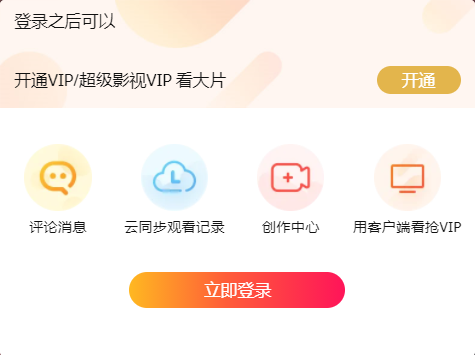 登录之后可以
开通VIP/超级影视VIP 看大片
开通
评论消息
云同步观看记录
创作中心
用客户端看抢VIP
立即登录